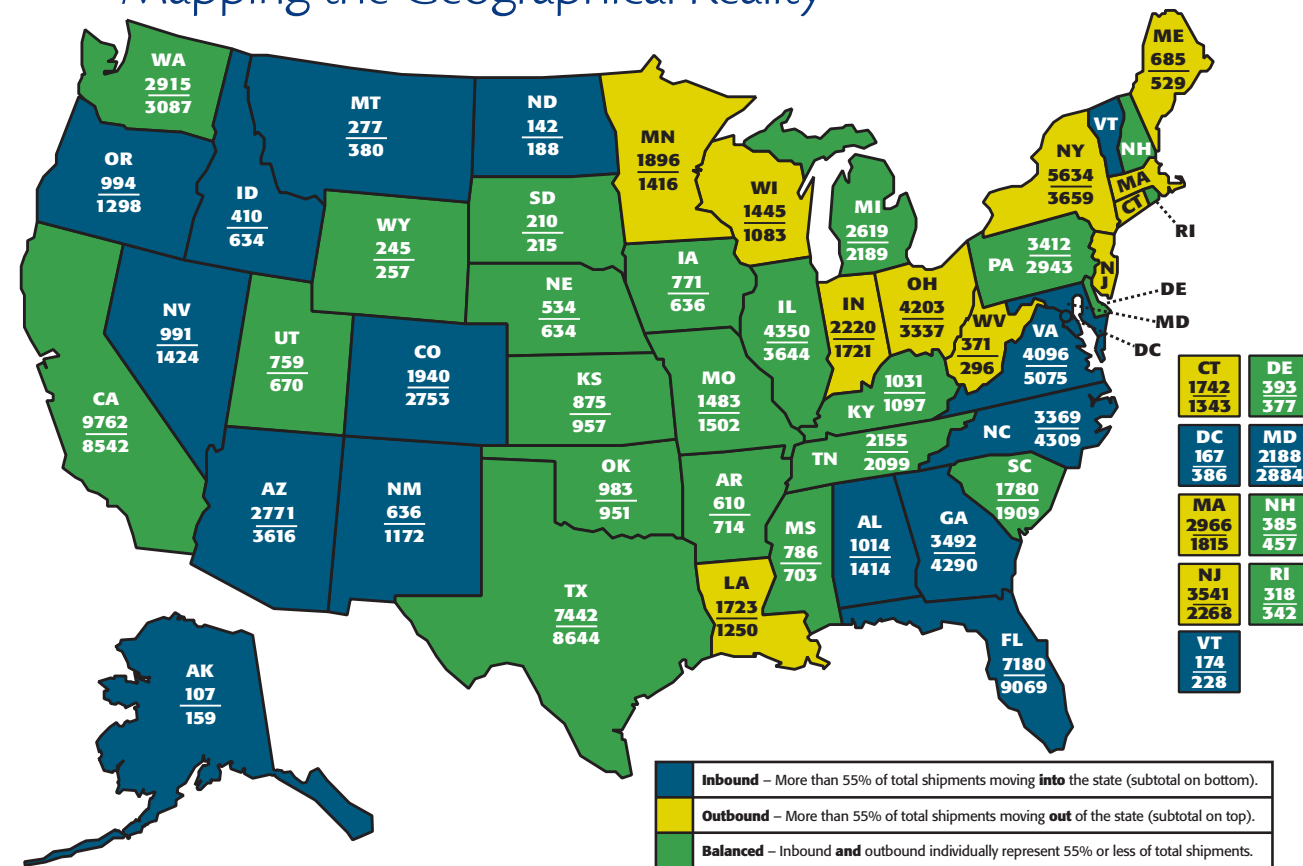 Mapping the Geographical Reality
WA
2915
3087
OR
994
1298
ID
410
634
MT
277
380
ND
142
188
MN
1896
1416
WI
1445
1083
MI
2619
2189
NY
5634
3659
VT
NH
ME
685
529
MA
CT
RI
SD
210
215
WY
245
257
NE
534
634
IA
771
636
IL
4350
3644
IN
2220
1721
OH
4203
3337
PA
3412
2943
N
J
DE
MD
DC
WV
371
296
VA
4096
5075
NV
991
1424
UT
759
670
CO
1940
2753
KS
875
957
MO
1483
1502
KY
1031
1097
CA
9762
8542
AZ
2771
3616
NM
636
1172
OK
983
951
AR
610
714
TN
2155
2099
NC
3369
4309
SC
1780
1909
MS
786
703
AL
1014
1414
GA
3492
4290
TX
7442
8644
LA
1723
1250
FL
7180
9069
AK
107
159
CT
1742
1343
DE
393
377
DC
167
386
MD
2188
2884
MA
2966
1815
NH
385
457
NJ
3541
2268
RI
318
342
VT
174
228
Inbound – More than 55% of total shipments moving into the state (subtotal on bottom).
Outbound – More than 55% of total shipments moving out of the state (subtotal on top).
Balanced – Inbound and outbound individually represent 55% or less of total shipments.